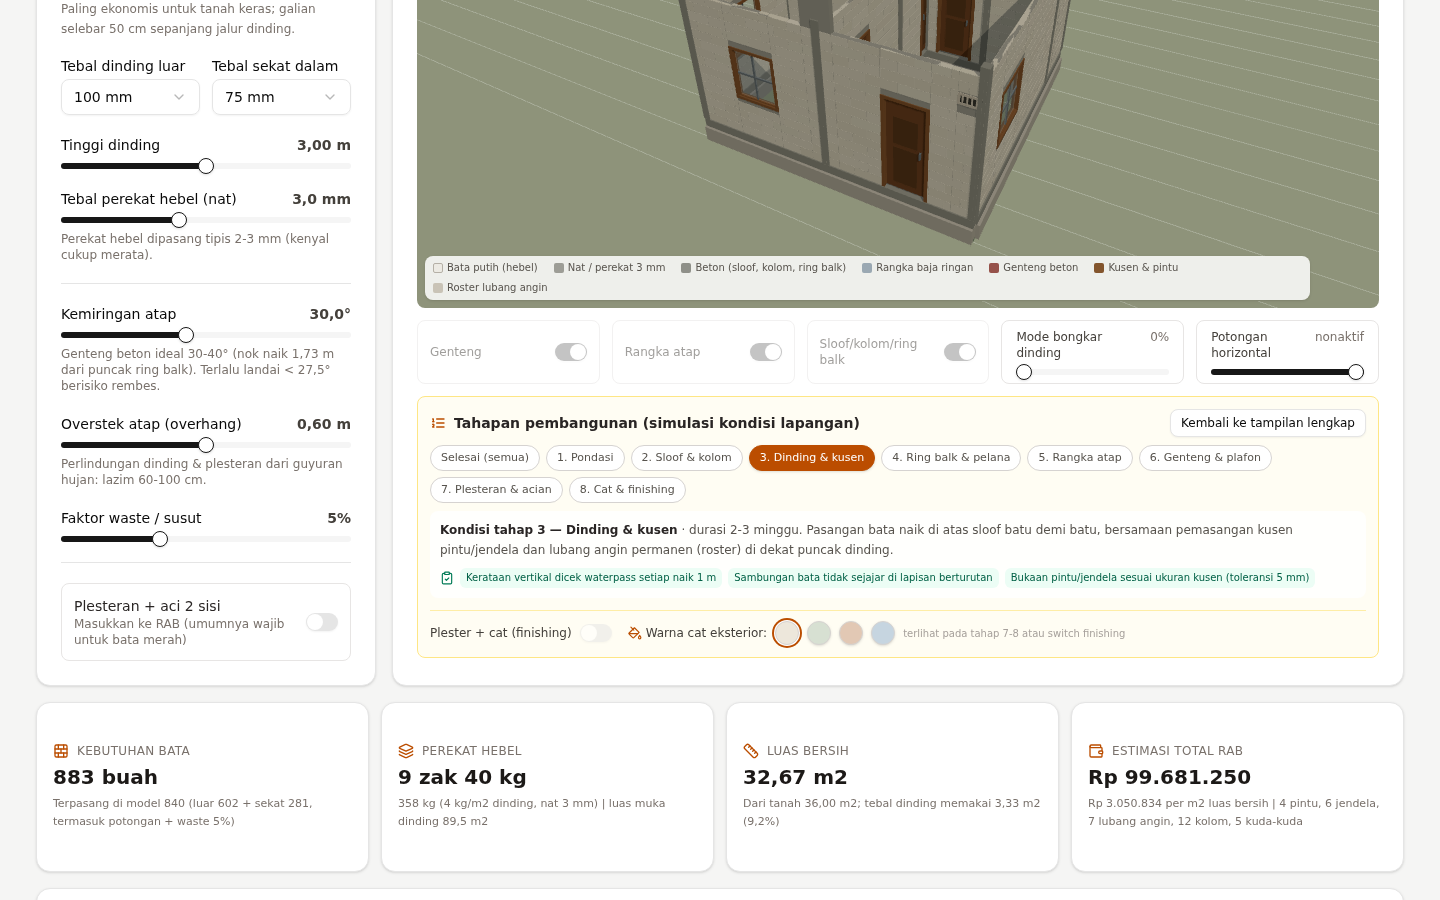 Paling ekonomis untuk tanah keras; galian
selebar 50 cm sepanjang jalur dinding.
Tebal dinding luar
Tebal sekat dalam
100 mm
75 mm
Tinggi dinding
3,00 m
Tebal perekat hebel (nat)
3,0 mm
Perekat hebel dipasang tipis 2-3 mm (kenyal
cukup merata).
Kemiringan atap
30,0°
Genteng beton ideal 30-40° (nok naik 1,73 m
dari puncak ring balk). Terlalu landai < 27,5°
berisiko rembes.
Overstek atap (overhang)
0,60 m
Perlindungan dinding & plesteran dari guyuran
hujan: lazim 60-100 cm.
Faktor waste / susut
5%
Plesteran + aci 2 sisi
Masukkan ke RAB (umumnya wajib
untuk bata merah)
Bata putih (hebel)
Nat / perekat 3 mm
Beton (sloof, kolom, ring balk)
Rangka baja ringan
Genteng beton
Kusen & pintu
Roster lubang angin
Genteng
Rangka atap
Sloof/kolom/ring
balk
Mode bongkar
dinding
0%
Potongan
horizontal
nonaktif
Tahapan pembangunan (simulasi kondisi lapangan)
Kembali ke tampilan lengkap
Selesai (semua)
1. Pondasi
2. Sloof & kolom
3. Dinding & kusen
4. Ring balk & pelana
5. Rangka atap
6. Genteng & plafon
7. Plesteran & acian
8. Cat & finishing
Kondisi tahap 3 — Dinding & kusen · durasi 2-3 minggu. Pasangan bata naik di atas sloof batu demi batu, bersamaan pemasangan kusen
pintu/jendela dan lubang angin permanen (roster) di dekat puncak dinding.
Kerataan vertikal dicek waterpass setiap naik 1 m
Sambungan bata tidak sejajar di lapisan berturutan
Bukaan pintu/jendela sesuai ukuran kusen (toleransi 5 mm)
Plester + cat (finishing)
Warna cat eksterior:
terlihat pada tahap 7-8 atau switch finishing
KEBUTUHAN BATA
883 buah
Terpasang di model 840 (luar 602 + sekat 281,
termasuk potongan + waste 5%)
PEREKAT HEBEL
9 zak 40 kg
358 kg (4 kg/m2 dinding, nat 3 mm) | luas muka
dinding 89,5 m2
LUAS BERSIH
32,67 m2
Dari tanah 36,00 m2; tebal dinding memakai 3,33 m2
(9,2%)
ESTIMASI TOTAL RAB
Rp 99.681.250
Rp 3.050.834 per m2 luas bersih | 4 pintu, 6 jendela,
7 lubang angin, 12 kolom, 5 kuda-kuda